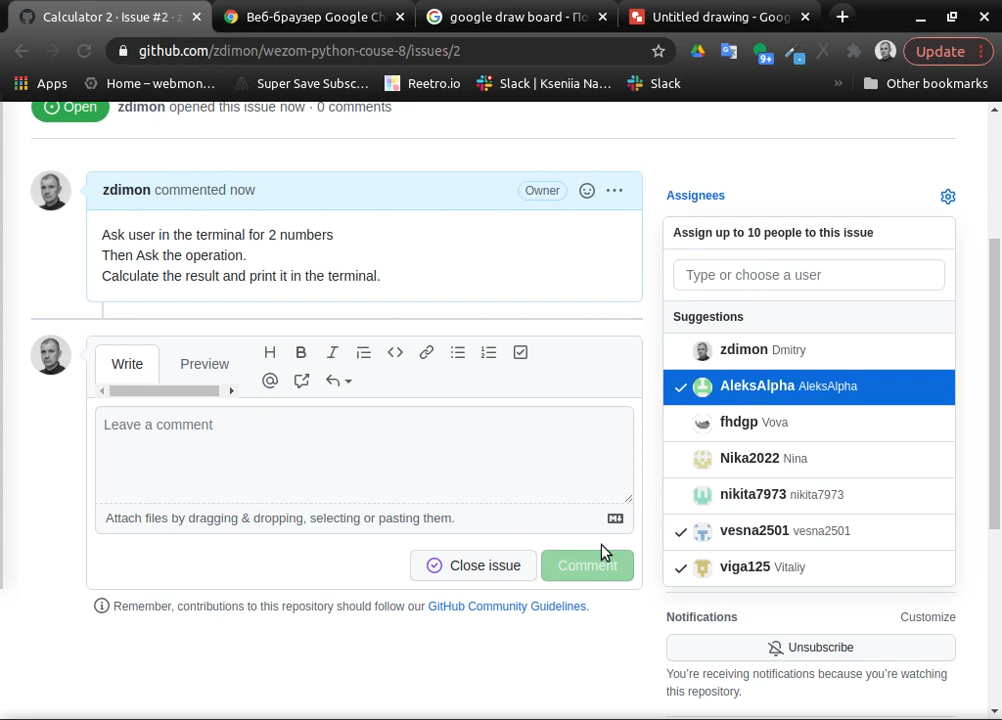 Calculator 2 · Issue #2 · z
Веб-браузер Google Ch
google draw board - По
Untitled drawing - Goog
github.com/zdimon/wezom-python-couse-8/issues/2
9+
Update
Apps
Home – webmon...
Super Save Subsc...
Reetro.io
Slack | Kseniia Na...
Slack
»
Other bookmarks
Open
zdimon opened this issue now · 0 comments
zdimon commented now
Owner
Ask user in the terminal for 2 numbers
Then Ask the operation.
Calculate the result and print it in the terminal.
Write
Preview
Leave a comment
Attach files by dragging & dropping, selecting or pasting them.
Close issue
Comment
Remember, contributions to this repository should follow our GitHub Community Guidelines.
Assignees
Assign up to 10 people to this issue
Type or choose a user
Suggestions
zdimon Dmitry
AleksAlpha AleksAlpha
fhdgp Vova
Nika2022 Nina
nikita7973 nikita7973
vesna2501 vesna2501
viga125 Vitaliy
Notifications
Customize
Unsubscribe
You're receiving notifications because you're watching
this repository.